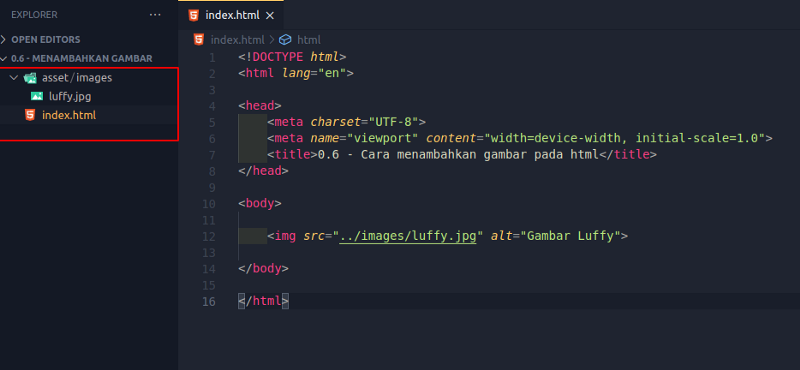 EXPLORER ...
OPEN EDITORS
0.6 - MENAMBAHKAN GAMBAR
asset/images
luffy.jpg
index.html
index.html ×
index.html > html
1 <!DOCTYPE html>
2 <html lang="en">
3
4 <head>
5 <meta charset="UTF-8">
6 <meta name="viewport" content="width=device-width, initial-scale=1.0">
7 <title>0.6 - Cara menambahkan gambar pada html</title>
8 </head>
9
10 <body>
11
12 <img src="../images/luffy.jpg" alt="Gambar Luffy">
13
14 </body>
15
16 </html>